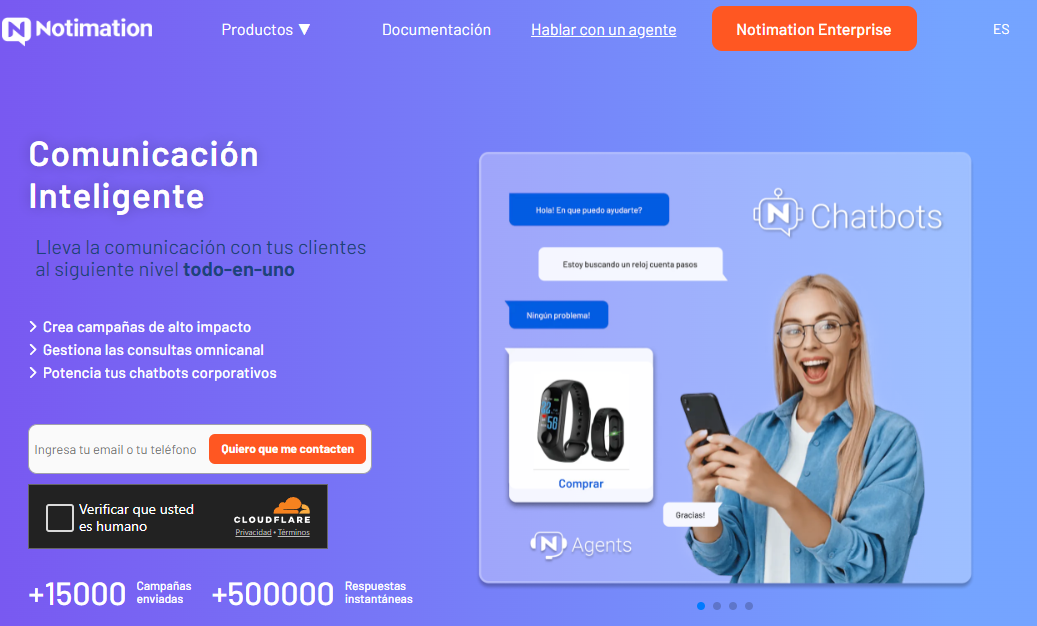 Notimation
Productos ▼
Documentación
Hablar con un agente
Notimation Enterprise
ES
Comunicación
Inteligente
Lleva la comunicación con tus clientes
al siguiente nivel todo-en-uno
Crea campañas de alto impacto
Gestiona las consultas omnicanal
Potencia tus chatbots corporativos
Ingresa tu email o tu teléfono
Quiero que me contacten
Verificar que usted
es humano
CLOUDFLARE
Privacidad • Términos
+15000
Campañas
enviadas
+500000
Respuestas
instantáneas
Hola! En que puedo ayudarte?
N Chatbots
Estoy buscando un reloj cuenta pasos
Ningún problema!
Comprar
Gracias!
N Agents